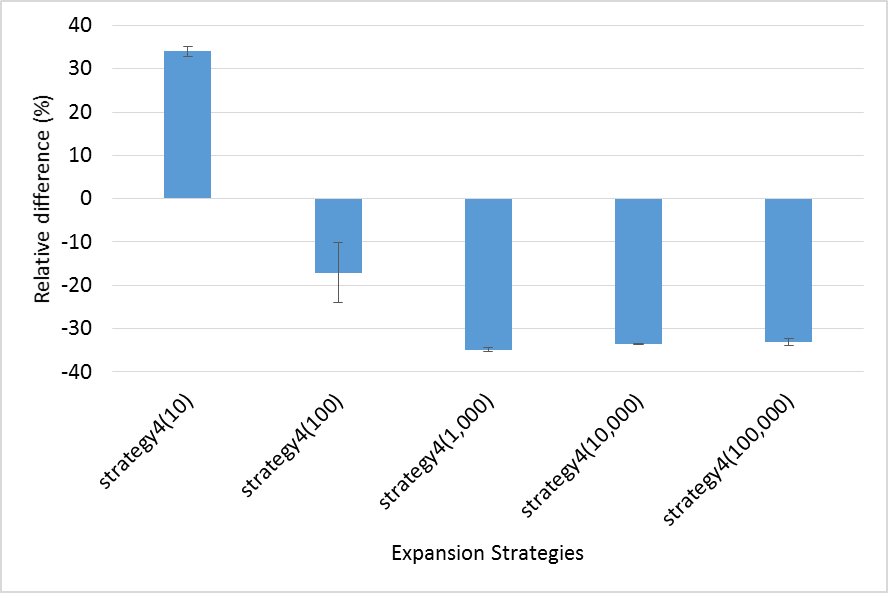 40
30
20
10
0
-10
-20
-30
-40
Relative difference (%)
strategy4(10)
strategy4(100)
strategy4(1,000)
strategy4(10,000)
strategy4(100,000)
Expansion Strategies